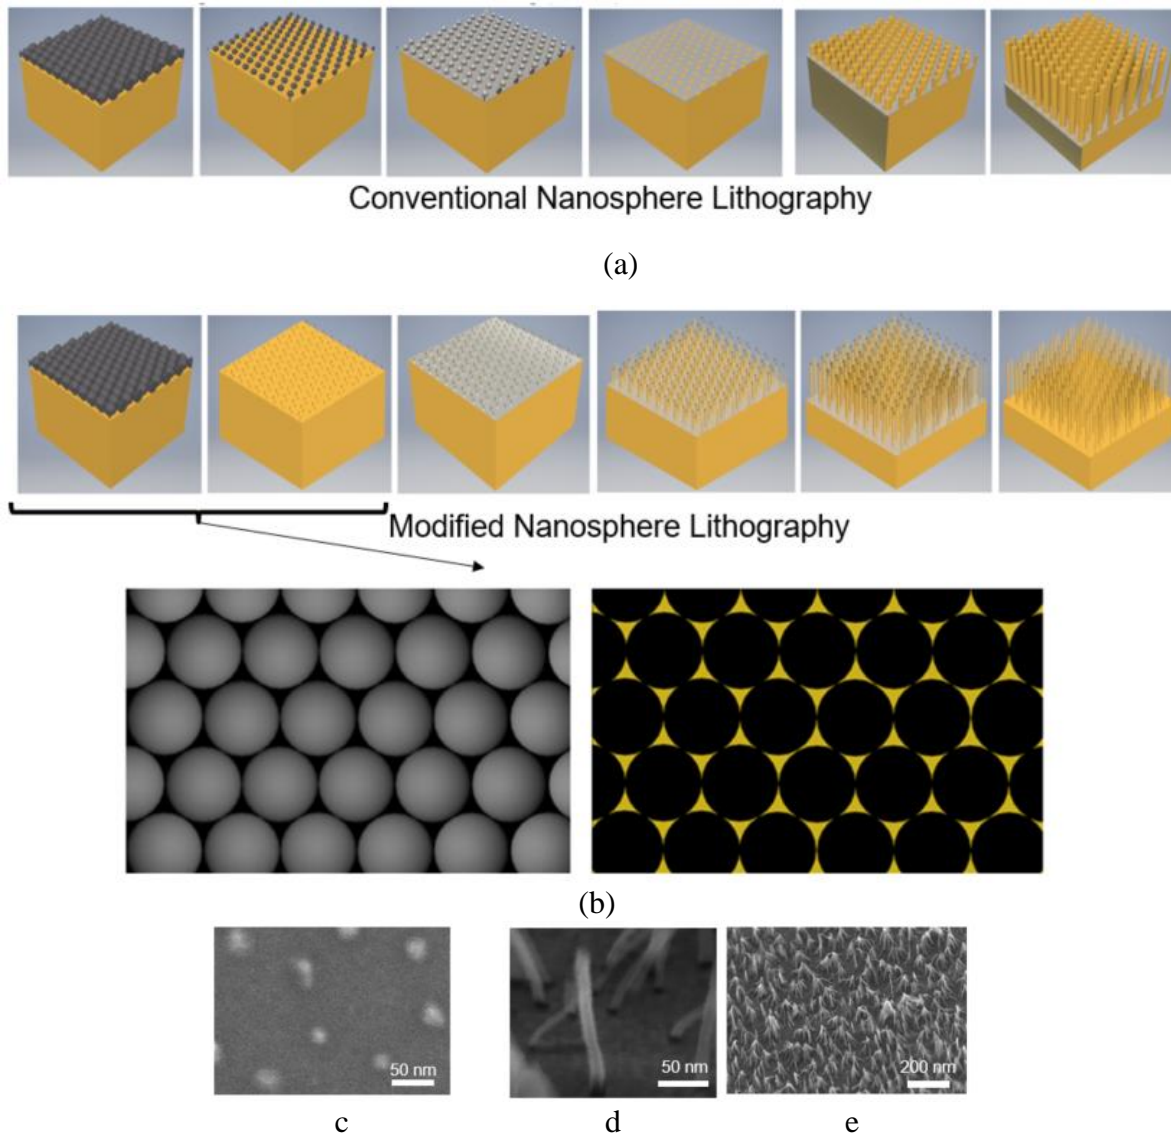 Conventional Nanosphere Lithography
(a)
Modified Nanosphere Lithography
(b)
50 nm
50 nm
200 nm
c
d
e